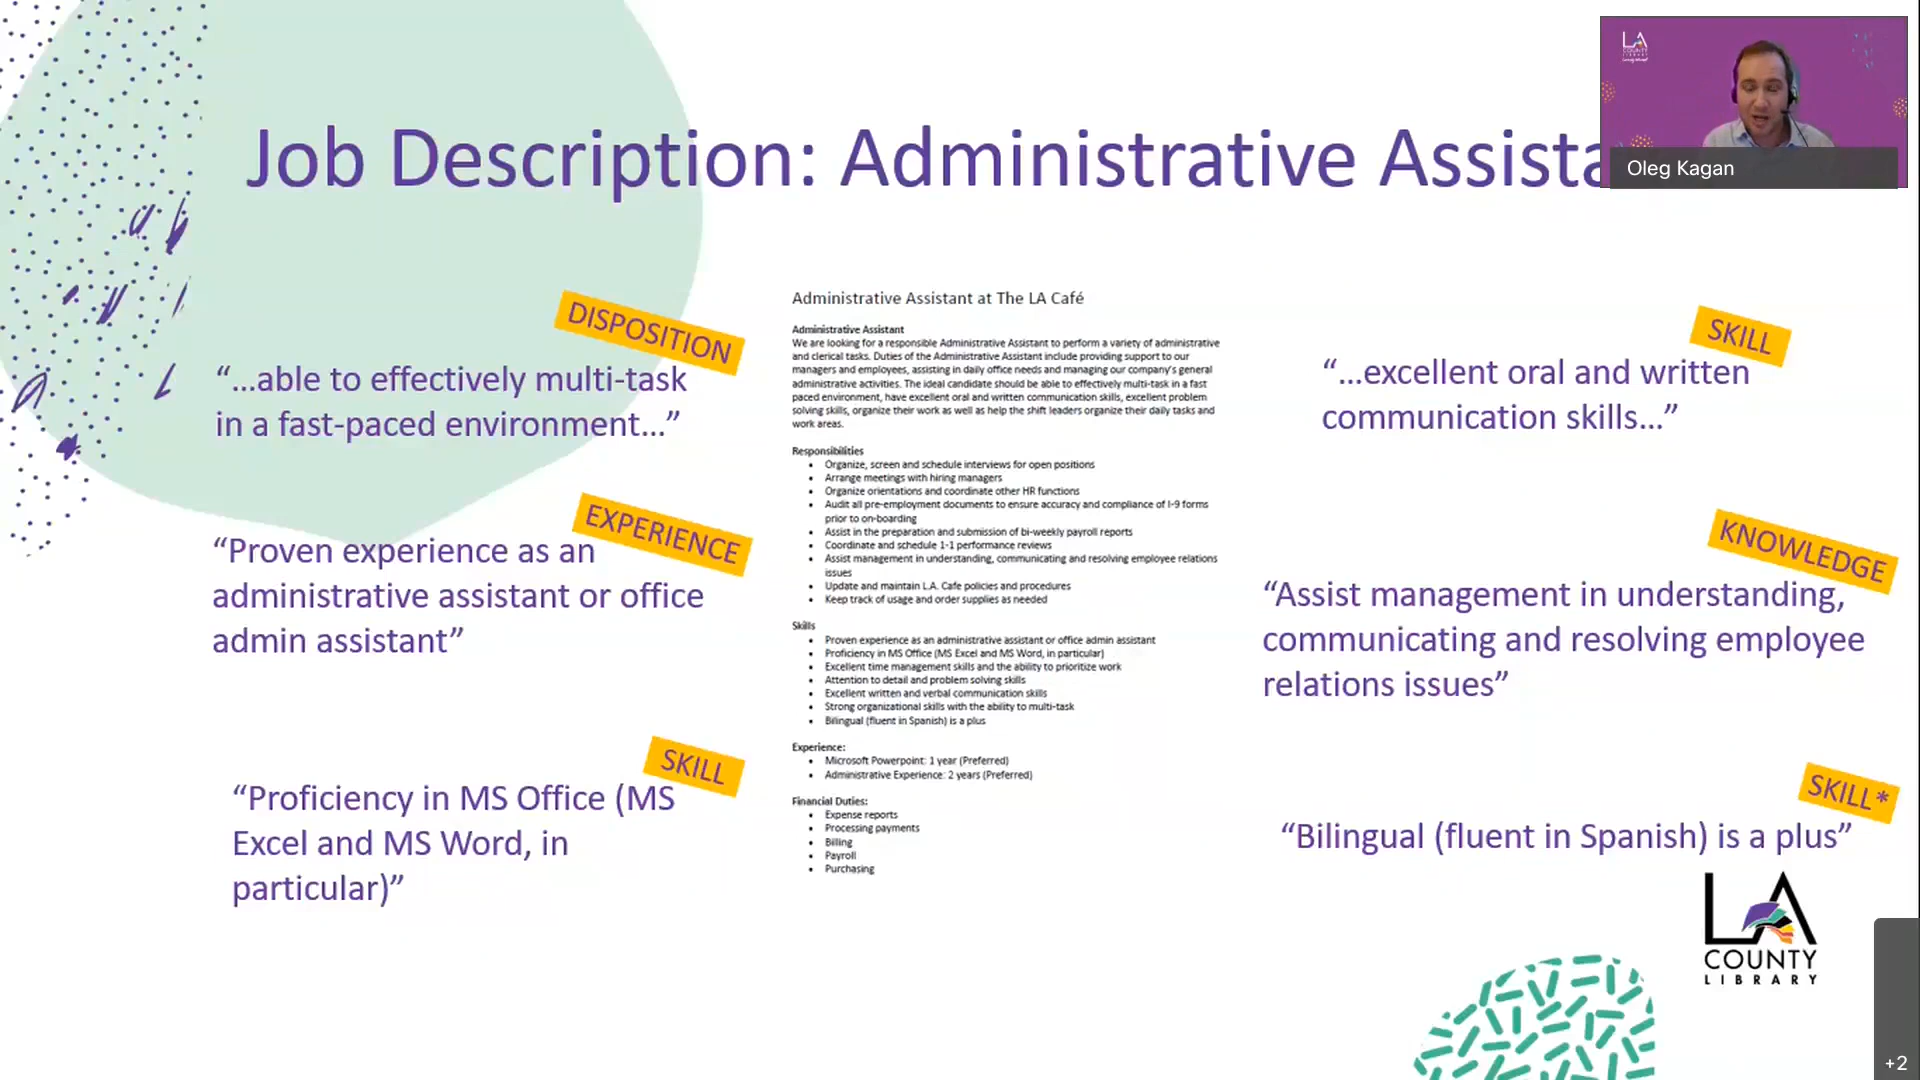 Job Description: Administrative Assista
LA
COUNTY
LIBRARY
Oleg Kagan
DISPOSITION
“...able to effectively multi-task
in a fast-paced environment...”
EXPERIENCE
“Proven experience as an
administrative assistant or office
admin assistant”
SKILL
“Proficiency in MS Office (MS
Excel and MS Word, in
particular)”
Administrative Assistant at The LA Café
Administrative Assistant
We are looking for a responsible Administrative Assistant to perform a variety of administrative
and clerical tasks. Duties of the Administrative Assistant include providing support to our
managers and employees, assisting in daily office needs and managing our company's general
administrative activities. The ideal candidate should be able to effectively multi-task in a fast
paced environment, have excellent oral and written communication skills, excellent problem
solving skills, organize their work as well as help the shift leaders organize their daily tasks and
work areas.
Responsibilities
• Organize, screen and schedule interviews for open positions
• Arrange meetings with hiring managers
• Organize orientations and coordinate other HR functions
• Audit all pre-employment documents to ensure accuracy and compliance of I-9 forms
prior to on-boarding
• Assist in the preparation and submission of bi-weekly payroll reports
• Coordinate and schedule 1-1 performance reviews
• Assist management in understanding, communicating and resolving employee relations
issues
• Update and maintain L.A. Cafe policies and procedures
• Keep track of usage and order supplies as needed
Skills
• Proven experience as an administrative assistant or office admin assistant
• Proficiency in MS Office (MS Excel and MS Word, in particular)
• Excellent time management skills and the ability to prioritize work
• Attention to detail and problem solving skills
• Excellent written and verbal communication skills
• Strong organizational skills with the ability to multi-task
• Bilingual (fluent in Spanish) is a plus
Experience:
• Microsoft Powerpoint: 1 year (Preferred)
• Administrative Experience: 2 years (Preferred)
Financial Duties:
• Expense reports
• Processing payments
• Billing
• Payroll
• Purchasing
SKILL
“...excellent oral and written
communication skills...”
KNOWLEDGE
“Assist management in understanding,
communicating and resolving employee
relations issues”
SKILL*
“Bilingual (fluent in Spanish) is a plus”
LA
COUNTY
LIBRARY
+2